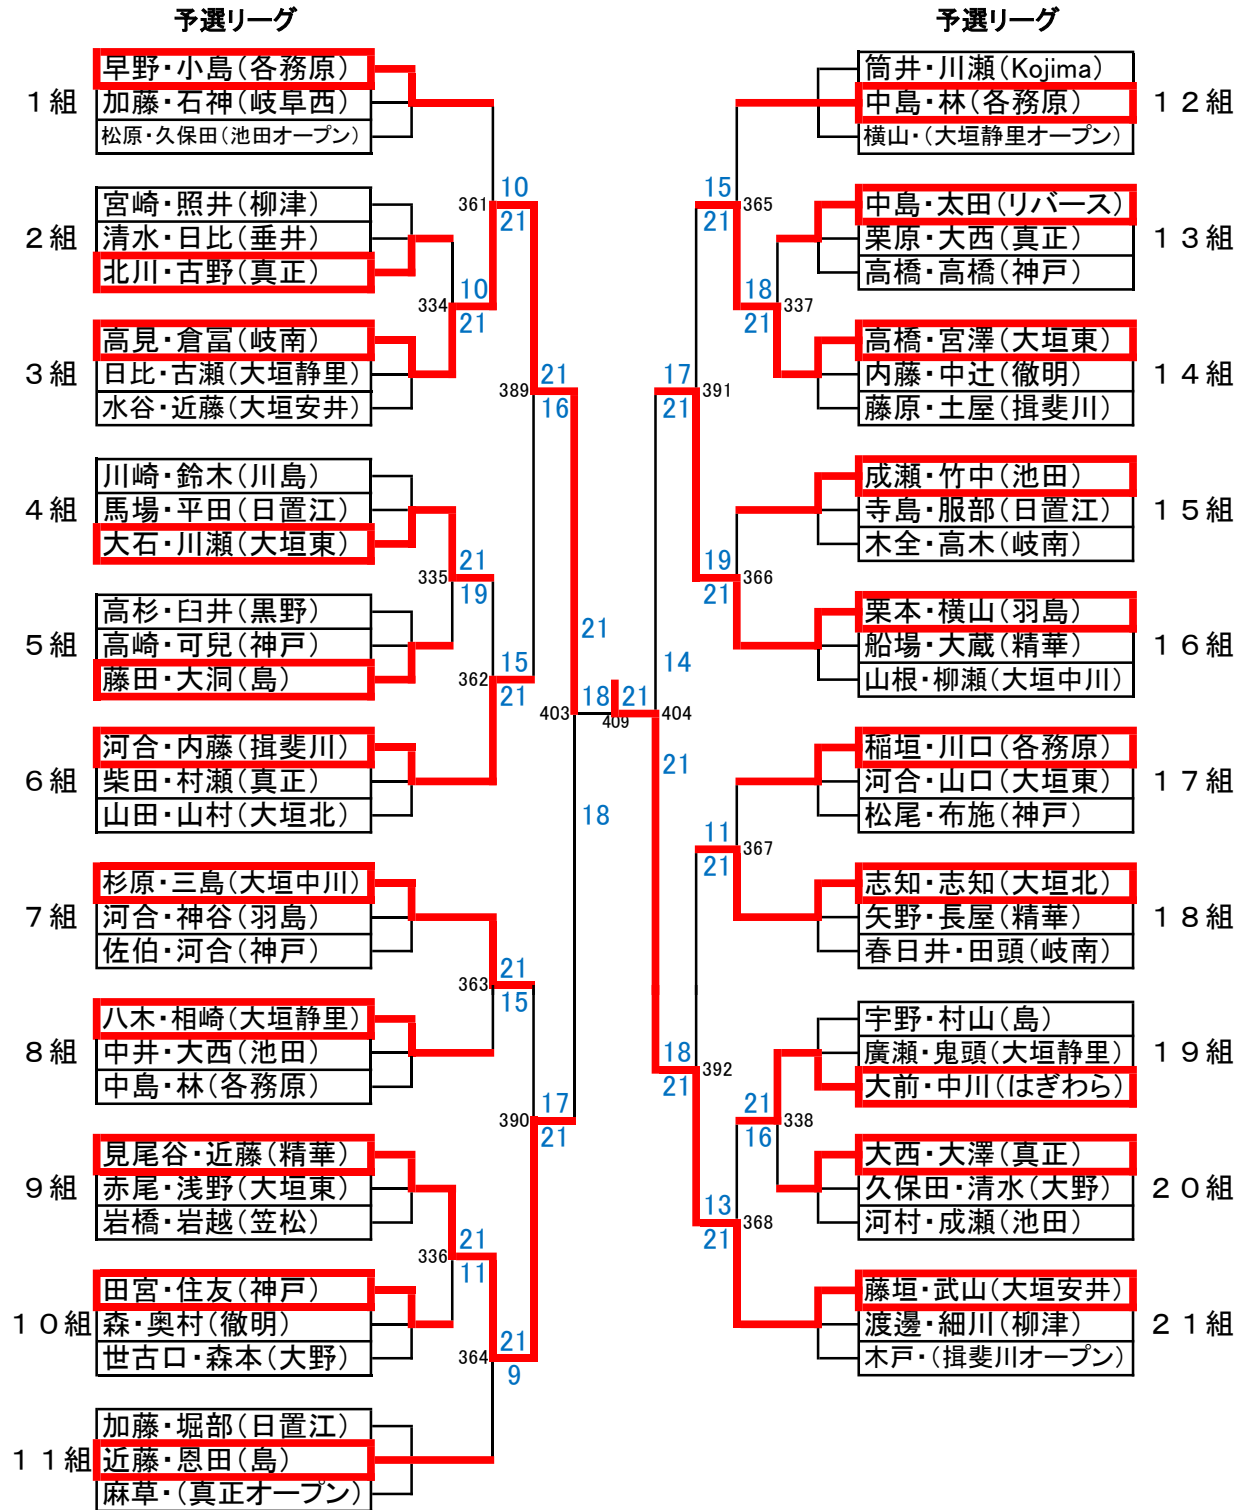 予選リーグ
1組
早野・小島(各務原)
加藤・石神(岐阜西)
松原・久保田(池田オープン)
2組
宮崎・照井(柳津)
清水・日比(垂井)
北川・古野(真正)
3組
高見・倉冨(岐南)
日比・古瀬(大垣静里)
水谷・近藤(大垣安井)
4組
川崎・鈴木(川島)
馬場・平田(日置江)
大石・川瀬(大垣東)
5組
高杉・臼井(黒野)
高崎・可兒(神戸)
藤田・大洞(島)
6組
河合・内藤(揖斐川)
柴田・村瀬(真正)
山田・山村(大垣北)
7組
杉原・三島(大垣中川)
河合・神谷(羽島)
佐伯・河合(神戸)
8組
八木・相崎(大垣静里)
中井・大西(池田)
中島・林(各務原)
9組
見尾谷・近藤(精華)
赤尾・浅野(大垣東)
岩橋・岩越(笠松)
10組
田宮・住友(神戸)
森・奥村(徹明)
世古口・森本(大野)
11組
加藤・堀部(日置江)
近藤・恩田(島)
麻草・(真正オープン)
361
10
21
334
10
21
389
21
16
335
21
19
362
15
21
403
21
18
363
21
15
390
17
21
336
21
11
364
21
9
18
21
409
予選リーグ
筒井・川瀬(Kojima)
中島・林(各務原)
横山・(大垣静里オープン)
12組
中島・太田(リバース)
栗原・大西(真正)
高橋・高橋(神戸)
13組
高橋・宮澤(大垣東)
内藤・中辻(徹明)
藤原・土屋(揖斐川)
14組
成瀬・竹中(池田)
寺島・服部(日置江)
木全・高木(岐南)
15組
栗本・横山(羽島)
船場・大蔵(精華)
山根・柳瀬(大垣中川)
16組
稲垣・川口(各務原)
河合・山口(大垣東)
松尾・布施(神戸)
17組
志知・志知(大垣北)
矢野・長屋(精華)
春日井・田頭(岐南)
18組
宇野・村山(島)
廣瀬・鬼頭(大垣静里)
大前・中川(はぎわら)
19組
大西・大澤(真正)
久保田・清水(大野)
河村・成瀬(池田)
20組
藤垣・武山(大垣安井)
渡邊・細川(柳津)
木戸・(揖斐川オープン)
21組
15
21
365
18
21
337
17
21
391
19
21
366
14
404
21
11
21
367
18
21
392
21
16
338
13
21
368